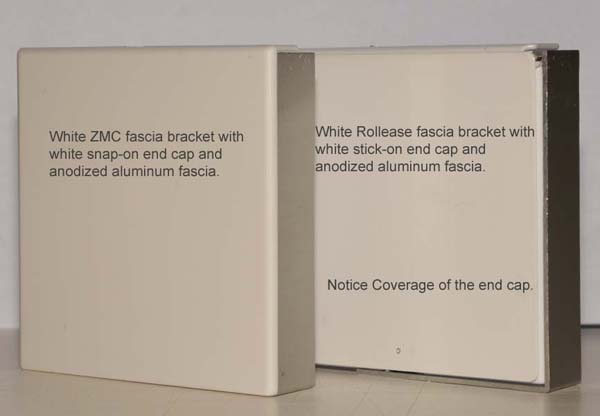 White ZMC fascia bracket with
white snap-on end cap and
anodized aluminum fascia.
White Rollease fascia bracket with
white stick-on end cap and
anodized aluminum fascia.
Notice Coverage of the end cap.